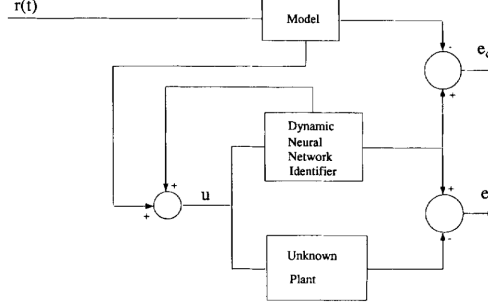 r(t)
Model
-
e
+
Dynamic
Neural
Network
Identifier
+
+
u
+
e
-
Unknown
Plant